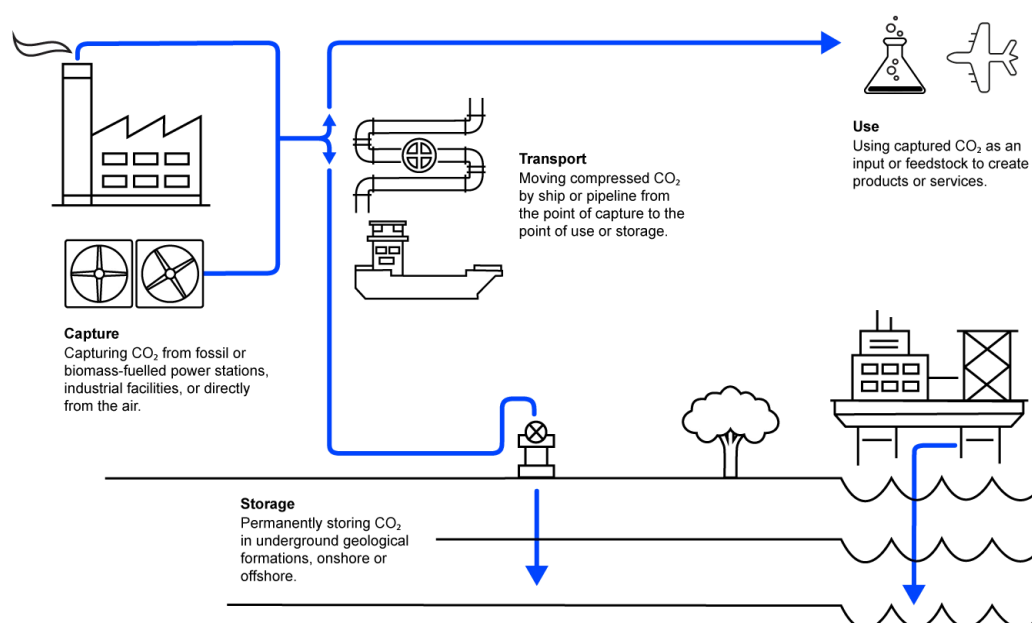 Use
Using captured CO₂ as an
input or feedstock to create
products or services.
Transport
Moving compressed CO₂
by ship or pipeline from
the point of capture to the
point of use or storage.
Capture
Capturing CO₂ from fossil or
biomass-fuelled power stations,
industrial facilities, or directly
from the air.
Storage
Permanently storing CO₂
in underground geological
formations, onshore or
offshore.